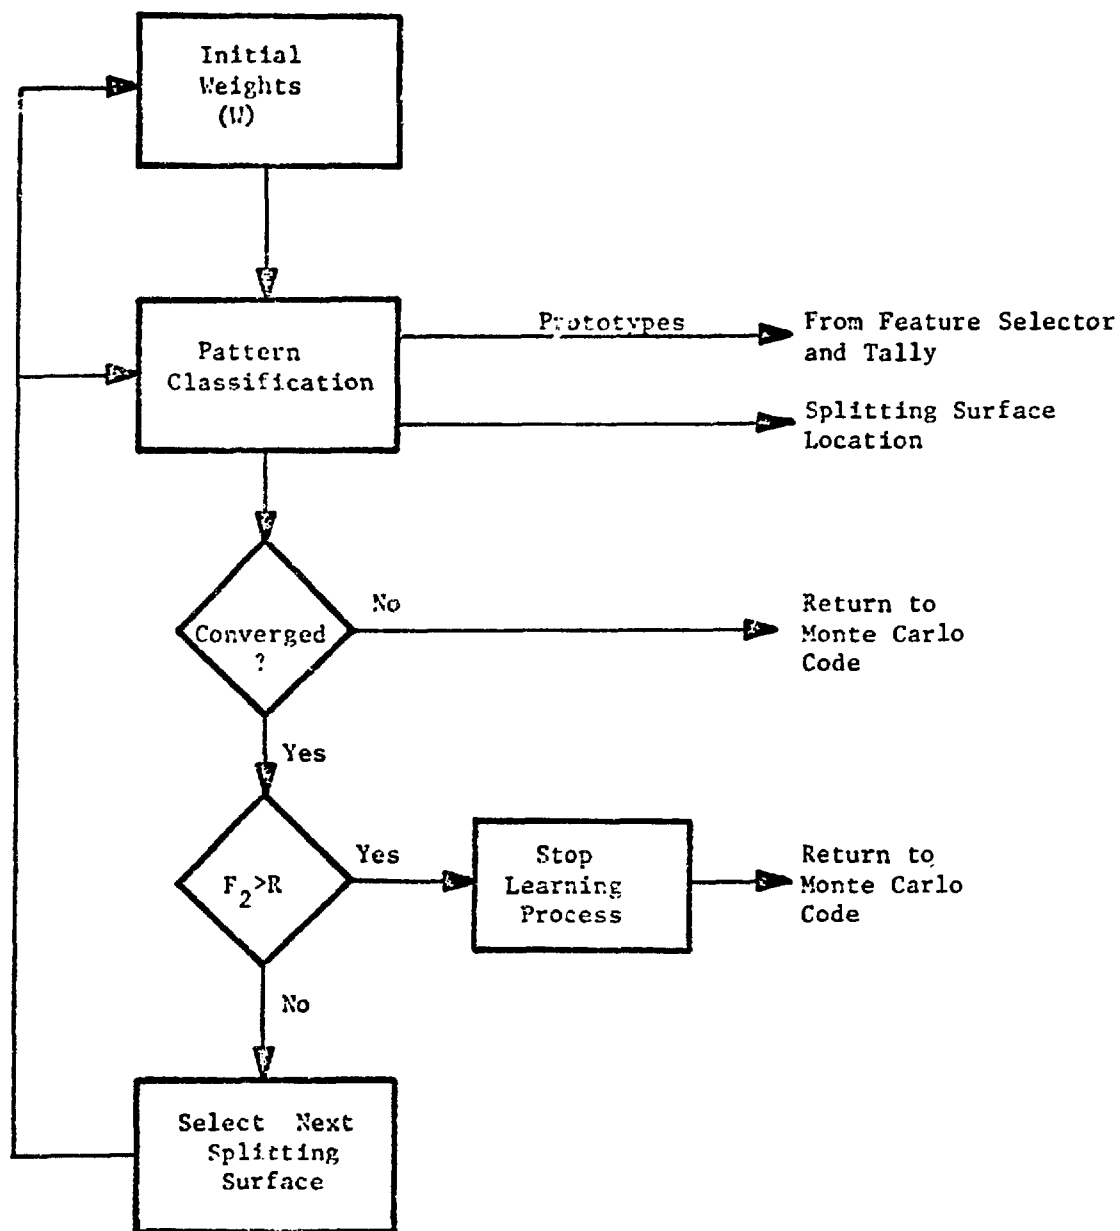 Initial
Weights
(W)
Pattern
Classification
Prototypes
From Feature Selector
and Tally
Splitting Surface
Location
Converged
?
No
Return to
Monte Carlo
Code
Yes
F₂>R
Yes
Stop
Learning
Process
Return to
Monte Carlo
Code
No
Select Next
Splitting
Surface